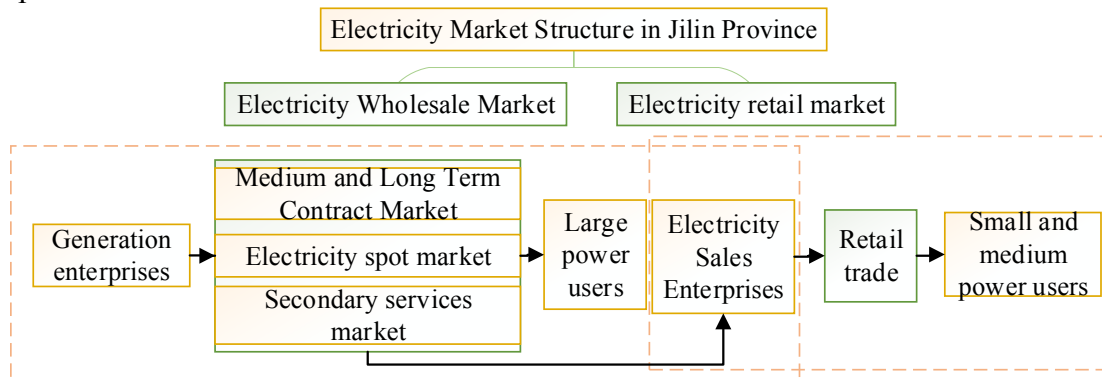 Electricity Market Structure in Jilin Province
Electricity Wholesale Market
Electricity retail market
Generation
enterprises
Medium and Long Term
Contract Market
Electricity spot market
Secondary services
market
Large
power
users
Electricity
Sales
Enterprises
Retail
trade
Small and
medium
power users